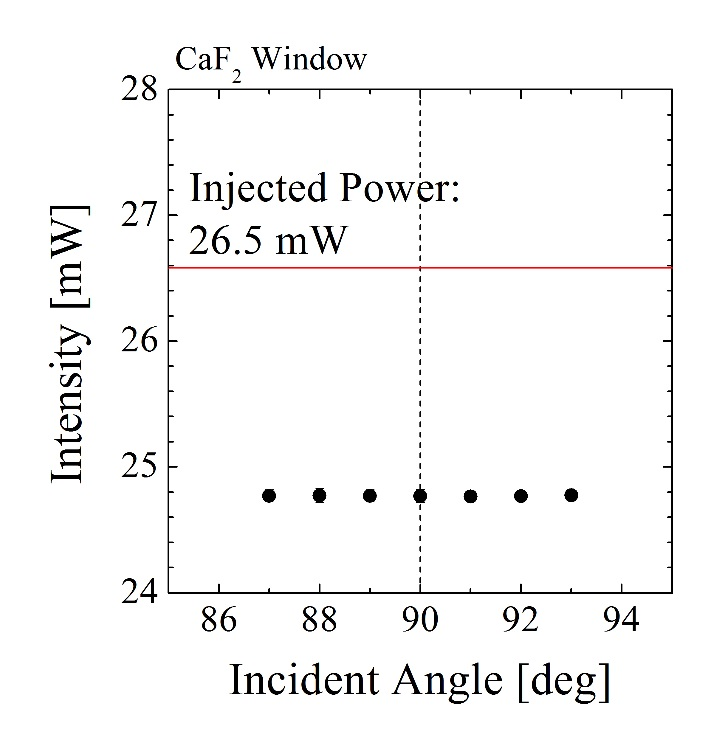 CaF2 Window
28
Injected Power:
27
26.5 mW
26
25
24
Intensity [mW]
86 88 90 92 94
Incident Angle [deg]